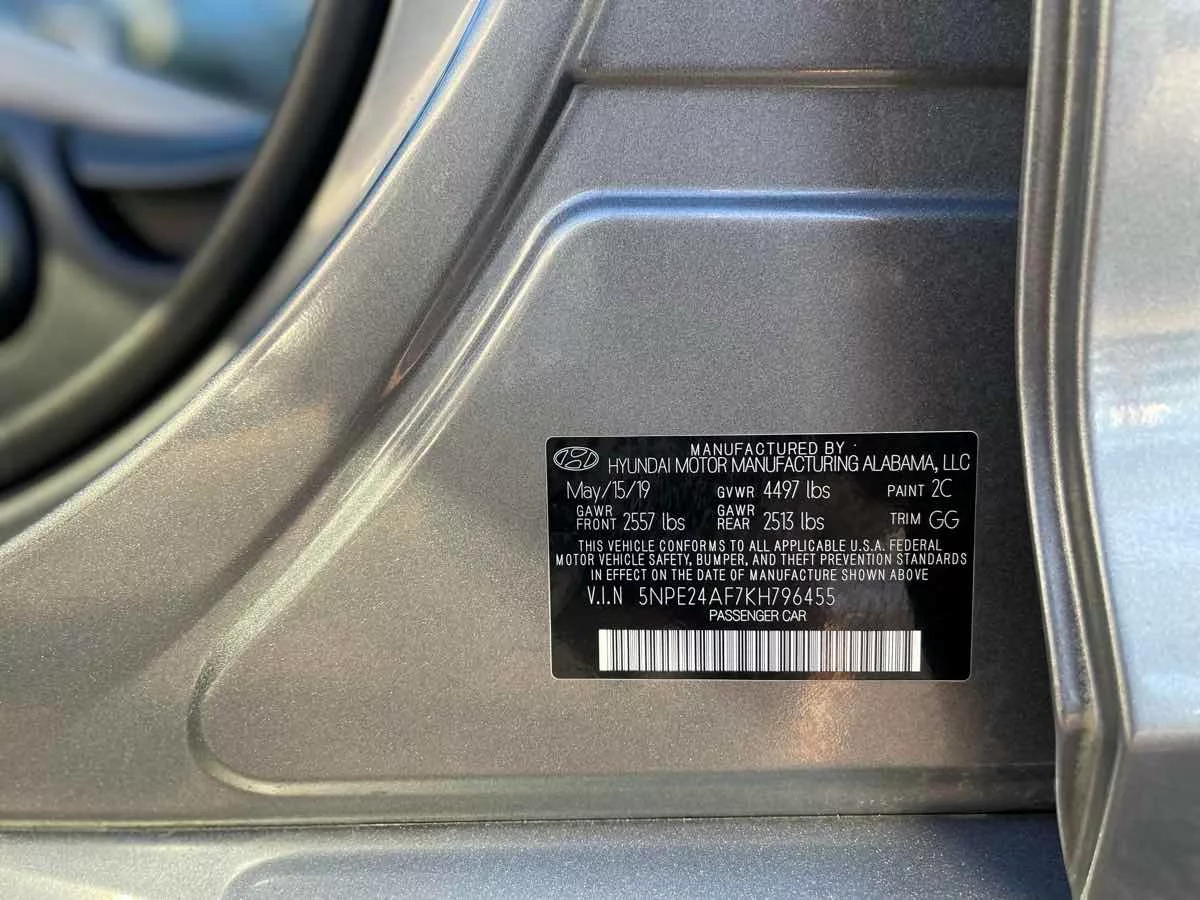 MANUFACTURED BY
HYUNDAI MOTOR MANUFACTURING ALABAMA, LLC
May/15/19 GVWR 4497 lbs PAINT 2C
GAWR FRONT 2557 lbs GAWR REAR 2513 lbs TRIM GG
THIS VEHICLE CONFORMS TO ALL APPLICABLE U.S.A. FEDERAL
MOTOR VEHICLE SAFETY, BUMPER, AND THEFT PREVENTION STANDARDS
IN EFFECT ON THE DATE OF MANUFACTURE SHOWN ABOVE
V.I.N 5NPE24AF7KH796455
PASSENGER CAR